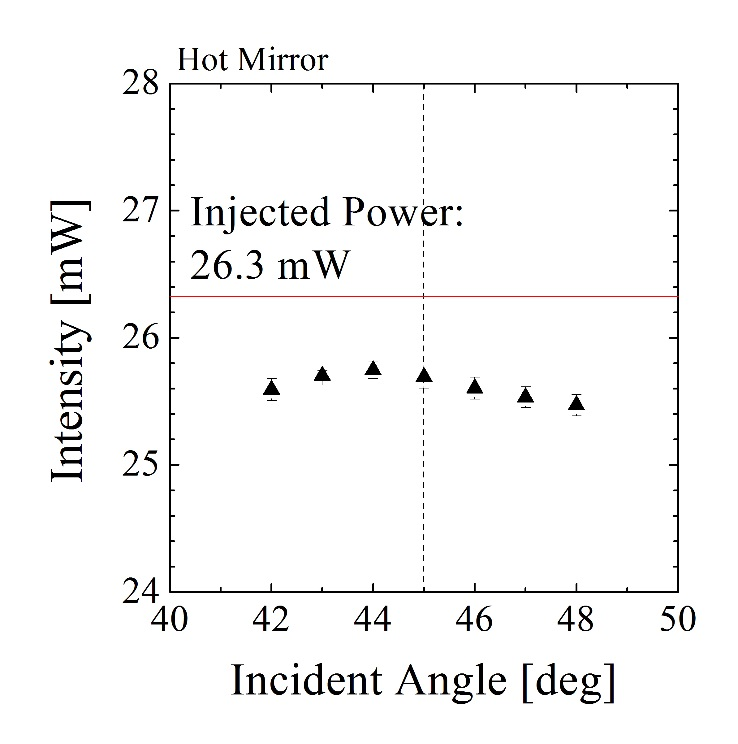 Hot Mirror
28
27
26
25
24
Injected Power:
26.3 mW
Intensity [mW]
40 42 44 46 48 50
Incident Angle [deg]